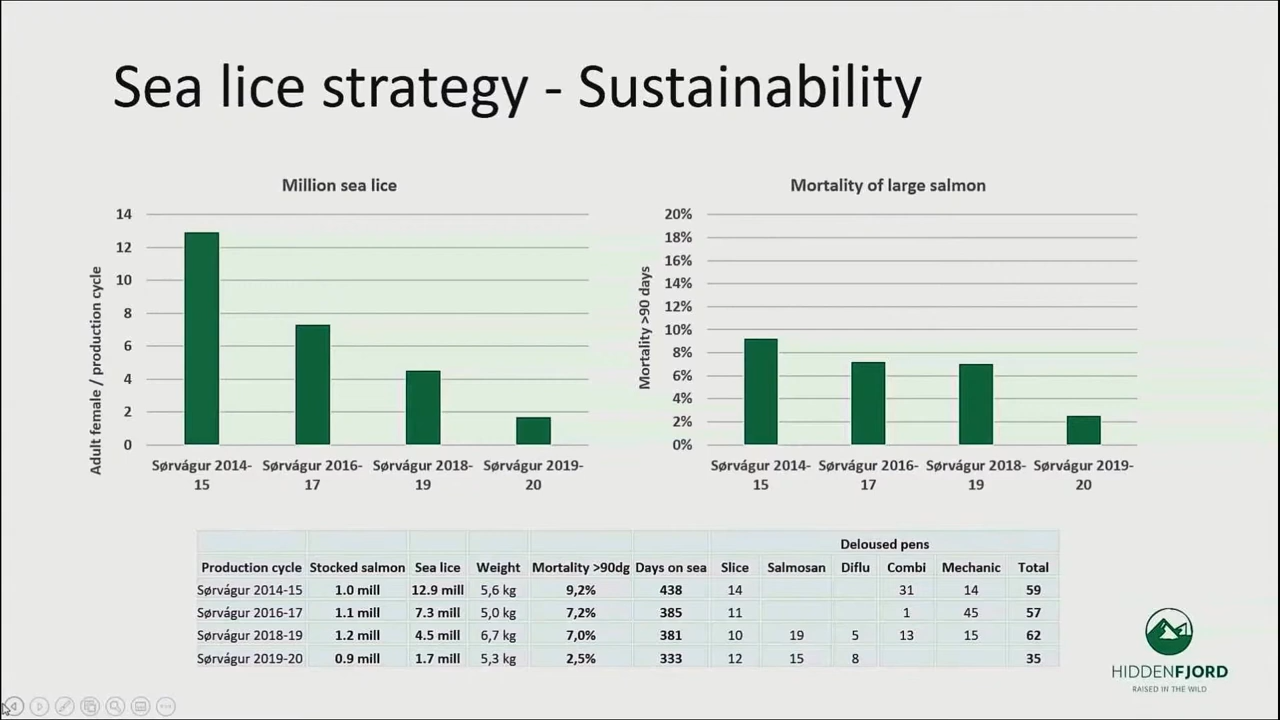 Sea lice strategy - Sustainability
Million sea lice
Adult female / production cycle
14
12
10
8
6
4
2
0
Sørvágur 2014-15
Sørvágur 2016-17
Sørvágur 2018-19
Sørvágur 2019-20
Mortality of large salmon
Mortality >90 days
20%
18%
16%
14%
12%
10%
8%
6%
4%
2%
0%
Sørvágur 2014-15
Sørvágur 2016-17
Sørvágur 2018-19
Sørvágur 2019-20
Deloused pens
Production cycle Stocked salmon Sea lice Weight Mortality >90dg Days on sea Slice Salmosan Diflu Combi Mechanic Total
Sørvágur 2014-15 1.0 mill 12.9 mill 5,6 kg 9,2% 438 14 31 14 59
Sørvágur 2016-17 1.1 mill 7.3 mill 5,0 kg 7,2% 385 11 1 45 57
Sørvágur 2018-19 1.2 mill 4.5 mill 6,7 kg 7,0% 381 10 19 5 13 15 62
Sørvágur 2019-20 0.9 mill 1.7 mill 5,3 kg 2,5% 333 12 15 8 35
HIDDENFJORD
RAISED IN THE WILD